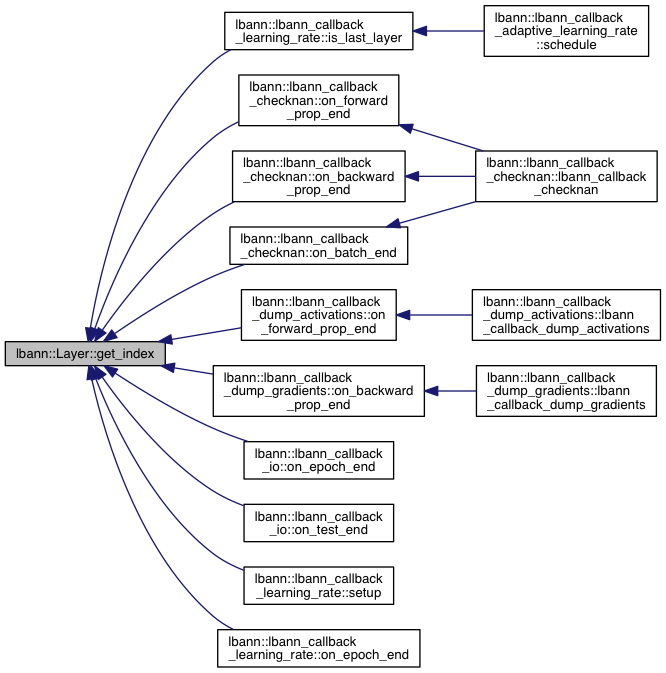 lbann::lbann_callback
_learning_rate::is_last_layer
lbann::lbann_callback
_adaptive_learning_rate
::schedule
lbann::lbann_callback
_checknan::on_forward
_prop_end
lbann::lbann_callback
_checknan::on_backward
_prop_end
lbann::lbann_callback
_checknan::lbann_callback
_checknan
lbann::lbann_callback
_checknan::on_batch_end
lbann::lbann_callback
_dump_activations::on
_forward_prop_end
lbann::lbann_callback
_dump_activations::lbann
_callback_dump_activations
lbann::Layer::get_index
lbann::lbann_callback
_dump_gradients::on_backward
_prop_end
lbann::lbann_callback
_dump_gradients::lbann
_callback_dump_gradients
lbann::lbann_callback
_io::on_epoch_end
lbann::lbann_callback
_io::on_test_end
lbann::lbann_callback
_learning_rate::setup
lbann::lbann_callback
_learning_rate::on_epoch_end